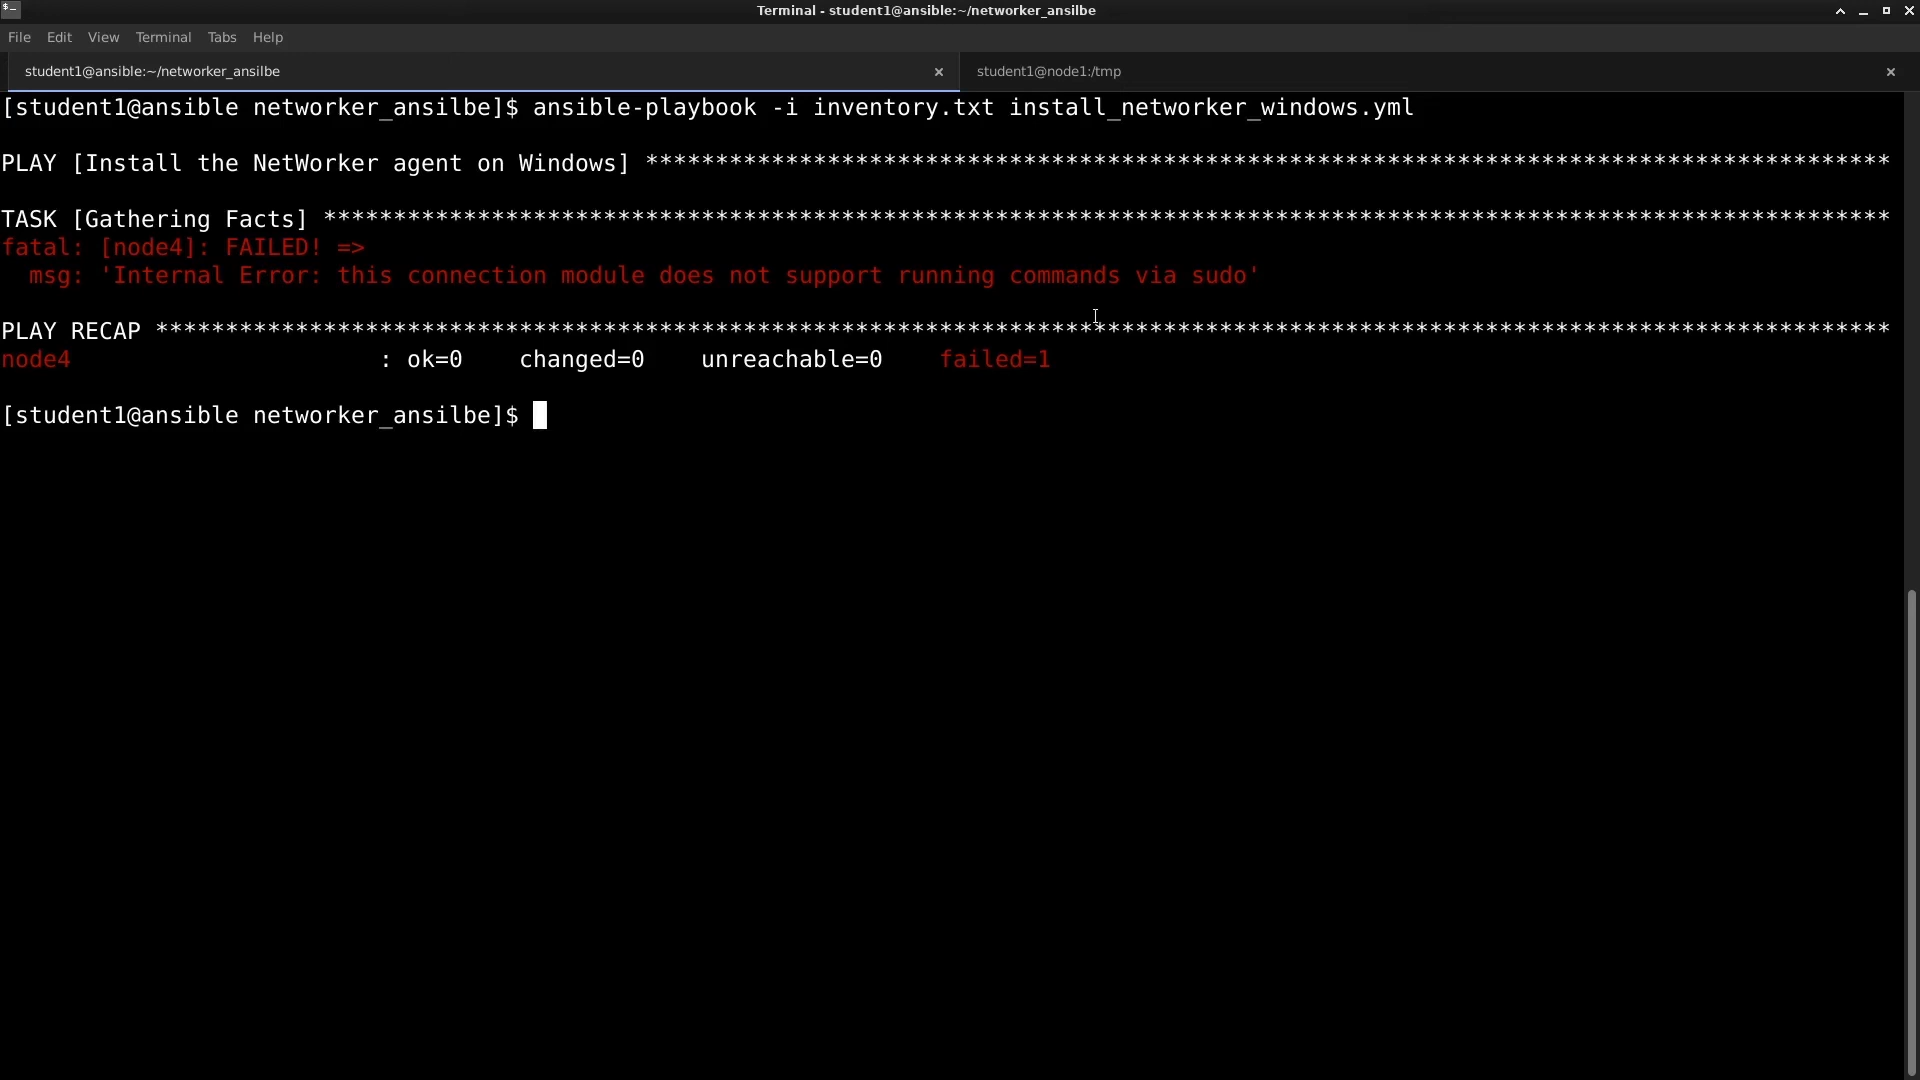 Terminal - student1@ansible:~/networker_ansilbe
File Edit View Terminal Tabs Help
student1@ansible:~/networker_ansilbe
student1@node1:/tmp
[student1@ansible networker_ansilbe]$ ansible-playbook -i inventory.txt install_networker_windows.yml
PLAY [Install the NetWorker agent on Windows] *****************************************************************************************
TASK [Gathering Facts] ****************************************************************************************************************
fatal: [node4]: FAILED! =>
  msg: 'Internal Error: this connection module does not support running commands via sudo'
PLAY RECAP ****************************************************************************************************************************
node4                      : ok=0    changed=0    unreachable=0    failed=1
[student1@ansible networker_ansilbe]$